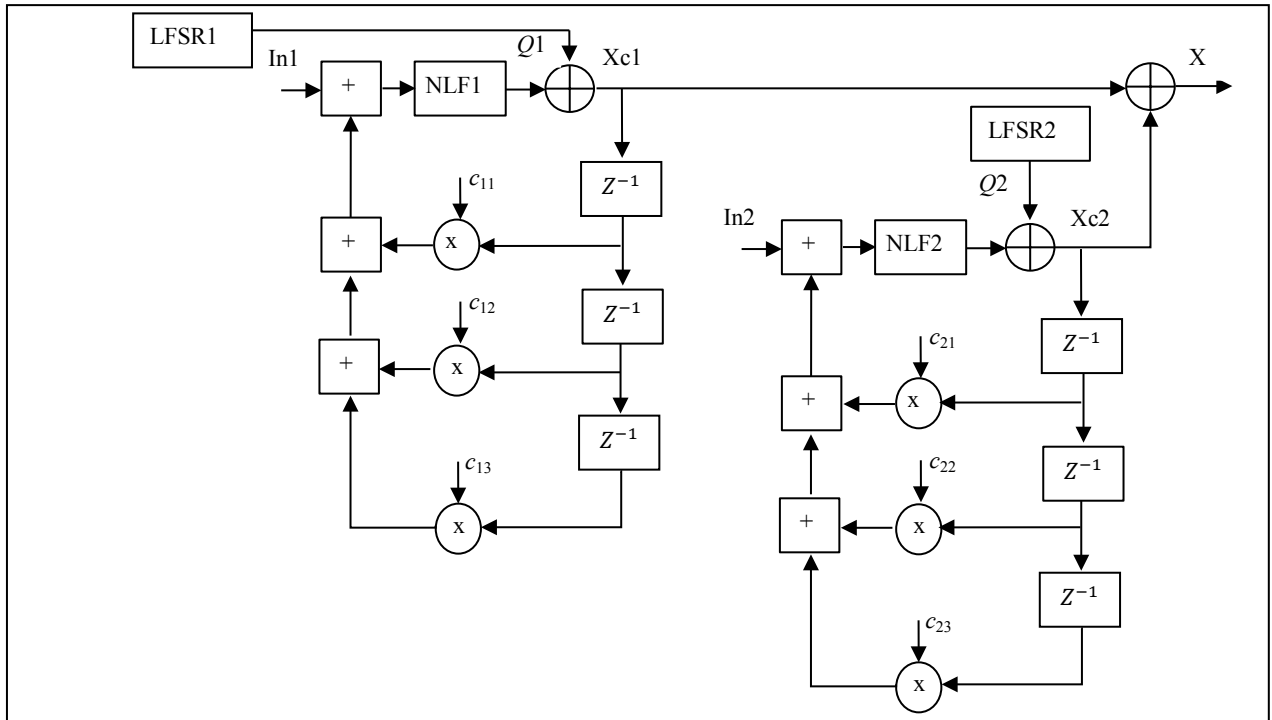 LFSR1
Q1
In1
Xc1
X
+
NLF1
LFSR2
Z⁻¹
c₁₁
Q2
In2
Xc2
+
x
+
NLF2
Z⁻¹
c₁₂
c₂₁
Z⁻¹
+
x
+
x
Z⁻¹
c₁₃
c₂₂
Z⁻¹
x
+
x
c₂₃
Z⁻¹
x